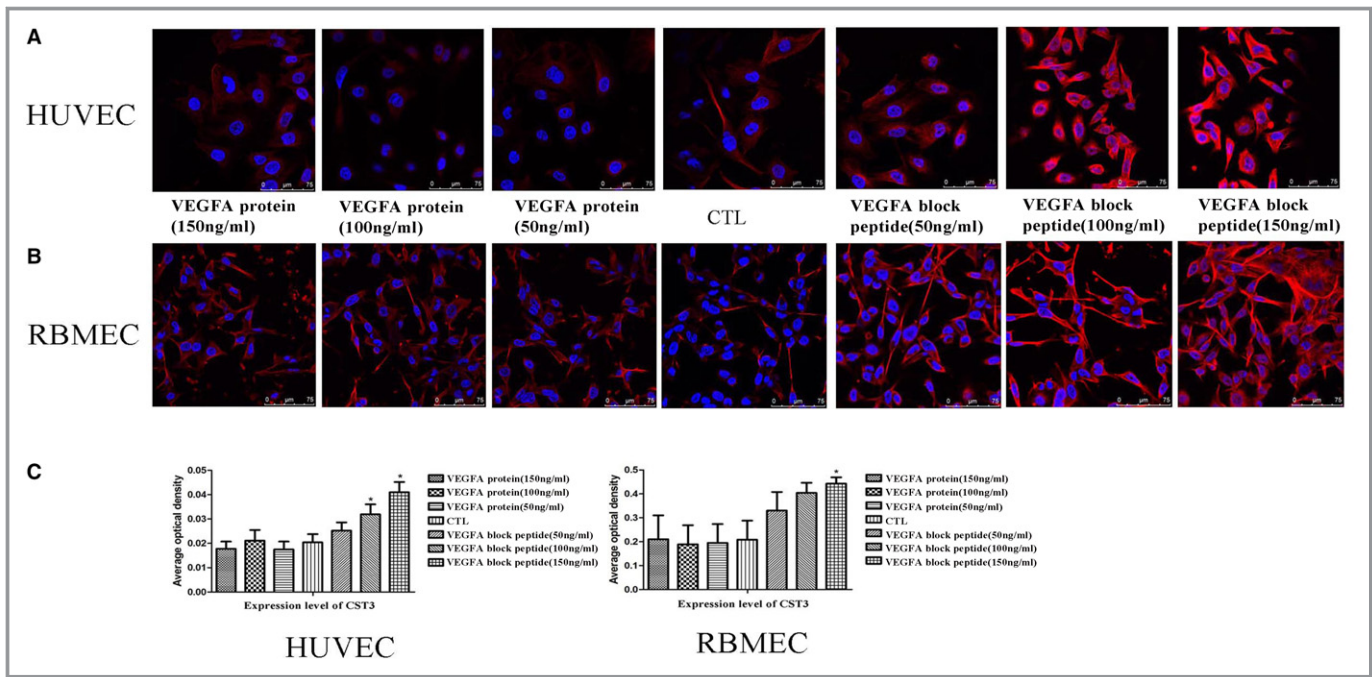 A
HUVEC
0 µm 75
0 µm 75
0 µm 75
0 µm 75
0 µm 75
0 µm 75
0 µm 75
VEGFA protein
(150ng/ml)
VEGFA protein
(100ng/ml)
VEGFA protein
(50ng/ml)
CTL
VEGFA block
peptide(50ng/ml)
VEGFA block
peptide(100ng/ml)
VEGFA block
peptide(150ng/ml)
B
RBMEC
0 µm 75
0 µm 75
0 µm 75
0 µm 75
0 µm 75
0 µm 75
0 µm 75
C
Average optical density
0.05
0.04
0.03
0.02
0.01
0.00
*
*
Expression level of CST3
VEGFA protein(150ng/ml)
VEGFA protein(100ng/ml)
VEGFA protein(50ng/ml)
CTL
VEGFA block peptide(50ng/ml)
VEGFA block peptide(100ng/ml)
VEGFA block peptide(150ng/ml)
HUVEC
Average optical density
0.5
0.4
0.3
0.2
0.1
0.0
*
Expression level of CST3
VEGFA protein(150ng/ml)
VEGFA protein(100ng/ml)
VEGFA protein(50ng/ml)
CTL
VEGFA block peptide(50ng/ml)
VEGFA block peptide(100ng/ml)
VEGFA block peptide(150ng/ml)
RBMEC